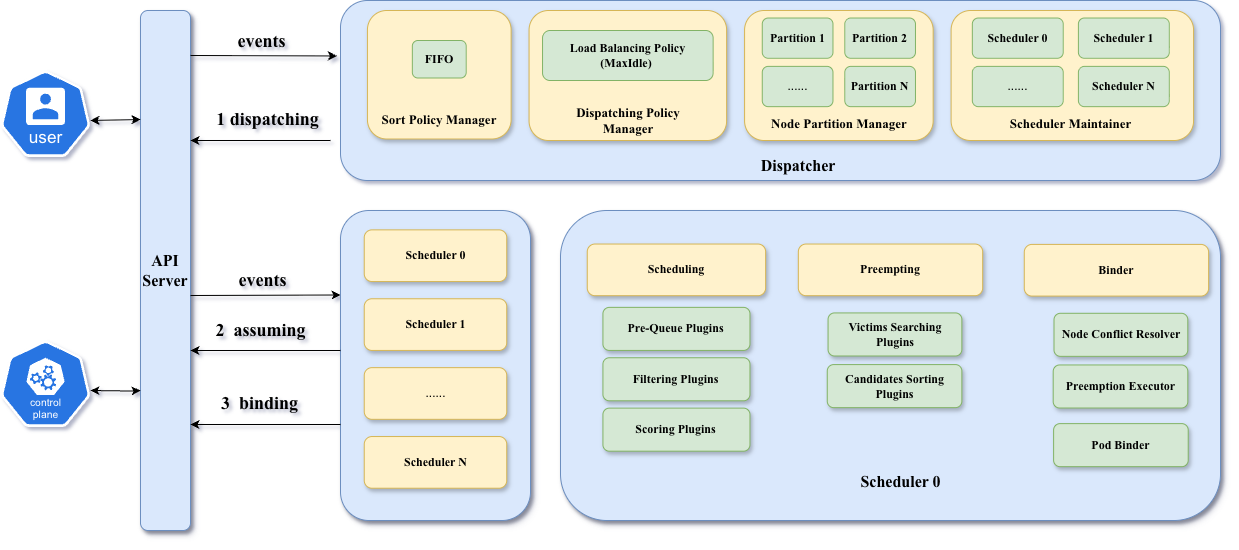 user
control
plane
API
Server
events
1 dispatching
events
2 assuming
3 binding
FIFO
Sort Policy Manager
Load Balancing Policy
(MaxIdle)
Dispatching Policy
Manager
Partition 1
Partition 2
......
Partition N
Node Partition Manager
Scheduler 0
Scheduler 1
......
Scheduler N
Scheduler Maintainer
Dispatcher
Scheduler 0
Scheduler 1
......
Scheduler N
Scheduling
Pre-Queue Plugins
Filtering Plugins
Scoring Plugins
Preempting
Victims Searching
Plugins
Candidates Sorting
Plugins
Binder
Node Conflict Resolver
Preemption Executor
Pod Binder
Scheduler 0